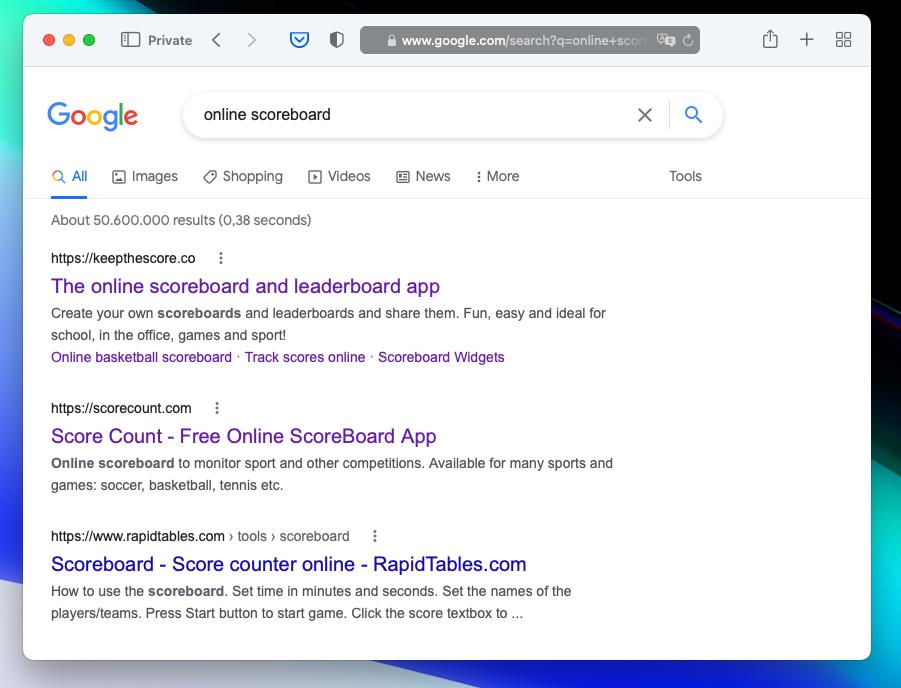 Private
www.google.com/search?q=online+scor
Google
online scoreboard
All Images Shopping Videos News More Tools
About 50.600.000 results (0,38 seconds)
https://keepthescore.co
The online scoreboard and leaderboard app
Create your own scoreboards and leaderboards and share them. Fun, easy and ideal for
school, in the office, games and sport!
Online basketball scoreboard · Track scores online · Scoreboard Widgets
https://scorecount.com
Score Count - Free Online ScoreBoard App
Online scoreboard to monitor sport and other competitions. Available for many sports and
games: soccer, basketball, tennis etc.
https://www.rapidtables.com › tools › scoreboard
Scoreboard - Score counter online - RapidTables.com
How to use the scoreboard. Set time in minutes and seconds. Set the names of the
players/teams. Press Start button to start game. Click the score textbox to ...